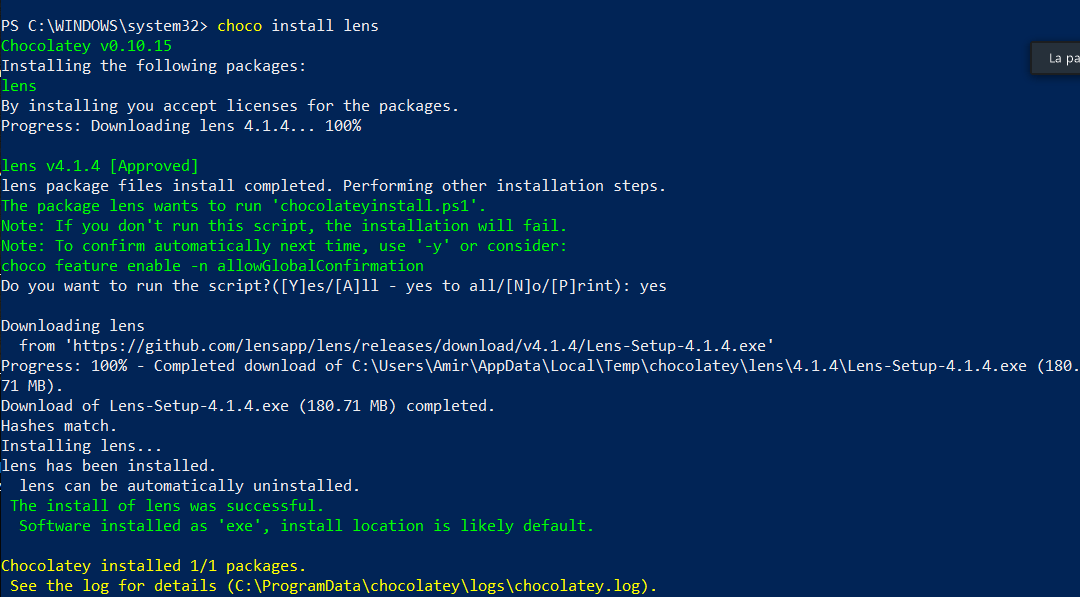 PS C:\WINDOWS\system32> choco install lens
Chocolatey v0.10.15
Installing the following packages:
lens
By installing you accept licenses for the packages.
Progress: Downloading lens 4.1.4... 100%
lens v4.1.4 [Approved]
lens package files install completed. Performing other installation steps.
The package lens wants to run 'chocolateyinstall.ps1'.
Note: If you don't run this script, the installation will fail.
Note: To confirm automatically next time, use '-y' or consider:
choco feature enable -n allowGlobalConfirmation
Do you want to run the script?([Y]es/[A]ll - yes to all/[N]o/[P]rint): yes
Downloading lens
  from 'https://github.com/lensapp/lens/releases/download/v4.1.4/Lens-Setup-4.1.4.exe'
Progress: 100% - Completed download of C:\Users\Amir\AppData\Local\Temp\chocolatey\lens\4.1.4\Lens-Setup-4.1.4.exe (180.
71 MB).
Download of Lens-Setup-4.1.4.exe (180.71 MB) completed.
Hashes match.
Installing lens...
lens has been installed.
  lens can be automatically uninstalled.
 The install of lens was successful.
  Software installed as 'exe', install location is likely default.
Chocolatey installed 1/1 packages.
 See the log for details (C:\ProgramData\chocolatey\logs\chocolatey.log).
La pa